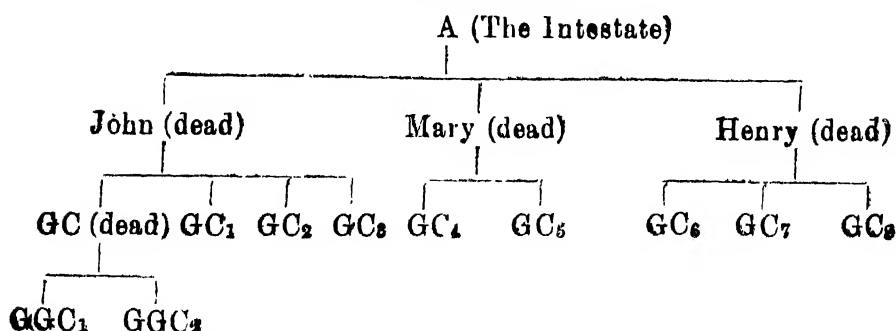 A (The Intestate)
John (dead) Mary (dead) Henry (dead)
GC (dead) GC₁ GC₂ GC₃ GC₄ GC₅ GC₆ GC₇ GC₈
GGC₁ GGC₂